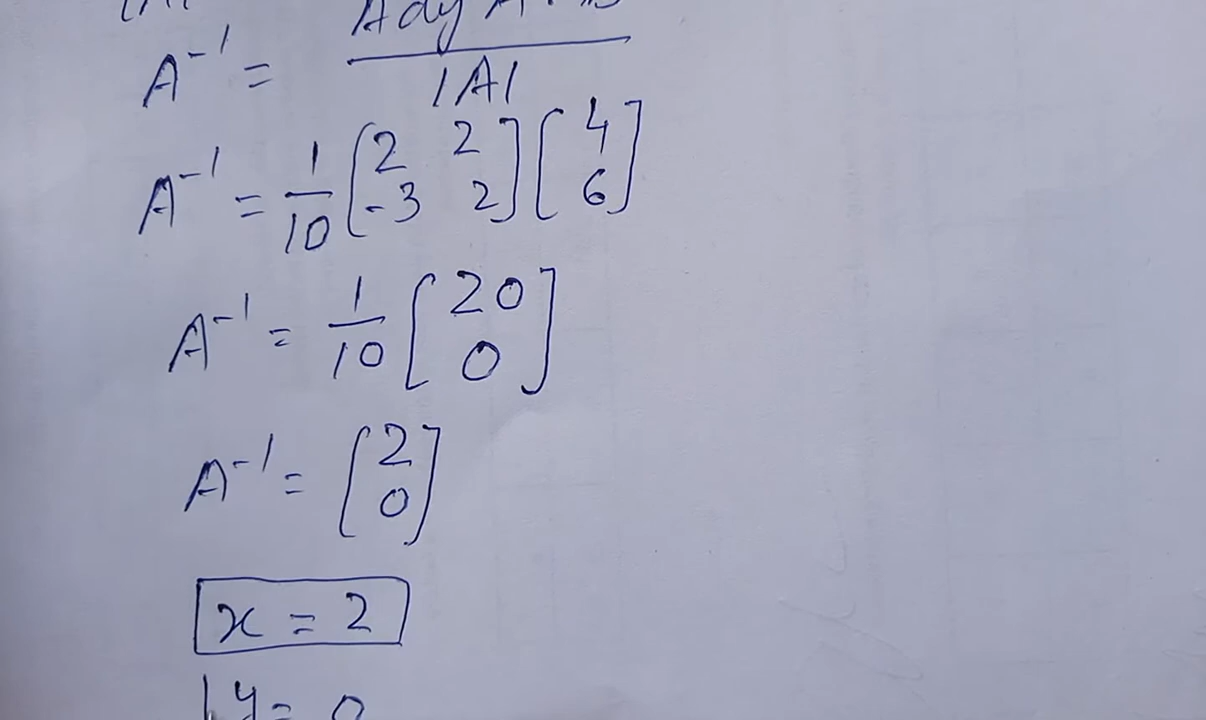 |A|
A⁻¹ = Adj A · B
|A|
A⁻¹ = 1/10 [2 2; -3 2] [4; 6]
A⁻¹ = 1/10 [20; 0]
A⁻¹ = [2; 0]
x = 2
y = 0